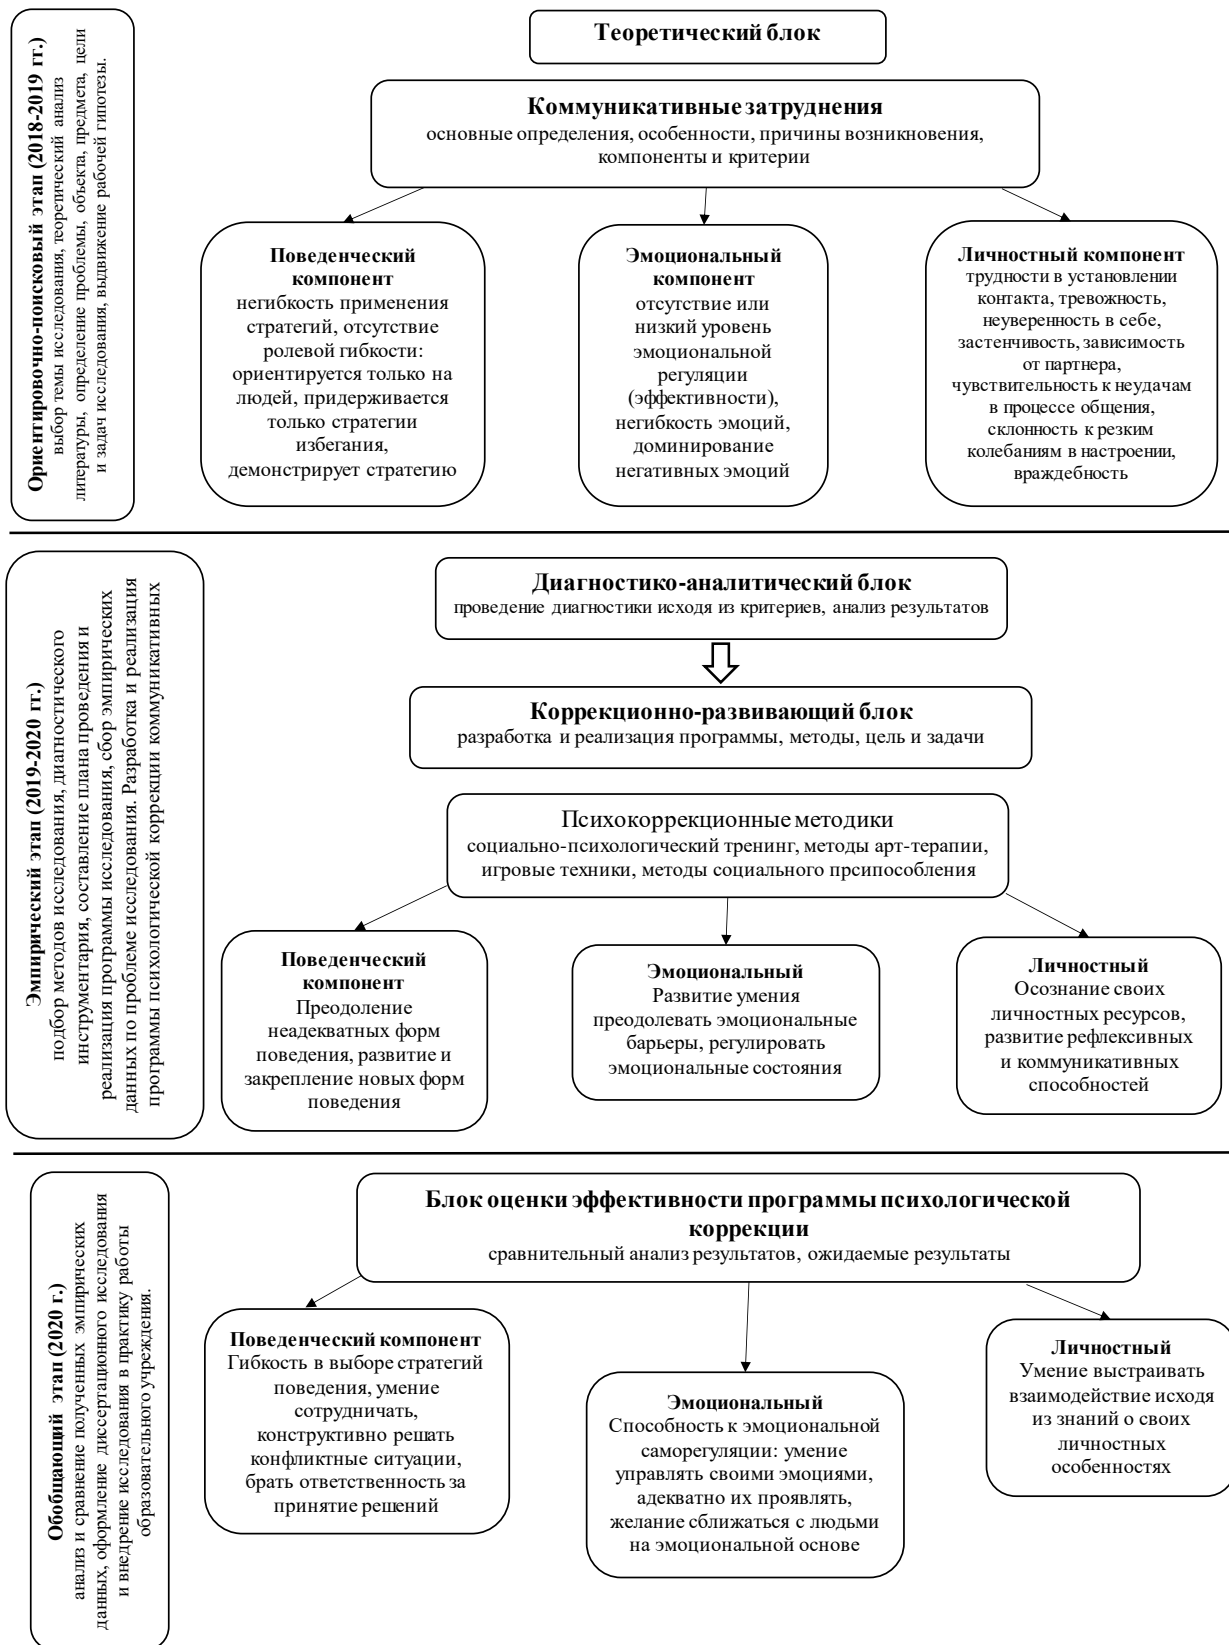 Ориентировочно-поисковый этап (2018-2019 гг.)
выбор темы исследования, теоретический анализ
литературы, определение проблемы, объекта, предмета, цели
и задач исследования, выдвижение рабочей гипотезы.
Теоретический блок
Коммуникативные затруднения
основные определения, особенности, причины возникновения,
компоненты и критерии
Поведенческий
компонент
негибкость применения
стратегий, отсутствие
ролевой гибкости:
ориентируется только на
людей, придерживается
только стратегии
избегания,
демонстрирует стратегию
Эмоциональный
компонент
отсутствие или
низкий уровень
эмоциональной
регуляции
(эффективности),
негибкость эмоций,
доминирование
негативных эмоций
Личностный компонент
трудности в установлении
контакта, тревожность,
неуверенность в себе,
застенчивость, зависимость
от партнера,
чувствительность к неудачам
в процессе общения,
склонность к резким
колебаниям в настроении,
враждебность
Эмпирический этап (2019-2020 гг.)
подбор методов исследования, диагностического
инструментария, составление плана проведения и
реализация программы исследования, сбор эмпирических
данных по проблеме исследования. Разработка и реализация
программы психологической коррекции коммуникативных
Диагностико-аналитический блок
проведение диагностики исходя из критериев, анализ результатов
Коррекционно-развивающий блок
разработка и реализация программы, методы, цель и задачи
Психокоррекционные методики
социально-психологический тренинг, методы арт-терапии,
игровые техники, методы социального прсипособления
Поведенческий
компонент
Преодоление
неадекватных форм
поведения, развитие и
закрепление новых форм
поведения
Эмоциональный
Развитие умения
преодолевать эмоциональные
барьеры, регулировать
эмоциональные состояния
Личностный
Осознание своих
личностных ресурсов,
развитие рефлексивных
и коммуникативных
способностей
Обобщающий этап (2020 г.)
анализ и сравнение полученных эмпирических
данных, оформление диссертационного исследования
и внедрение исследования в практику работы
образовательного учреждения.
Блок оценки эффективности программы психологической
коррекции
сравнительный анализ результатов, ожидаемые результаты
Поведенческий компонент
Гибкость в выборе стратегий
поведения, умение
сотрудничать,
конструктивно решать
конфликтные ситуации,
брать ответственность за
принятие решений
Эмоциональный
Способность к эмоциональной
саморегуляции: умение
управлять своими эмоциями,
адекватно их проявлять,
желание сближаться с людьми
на эмоциональной основе
Личностный
Умение выстраивать
взаимодействие исходя
из знаний о своих
личностных
особенностях